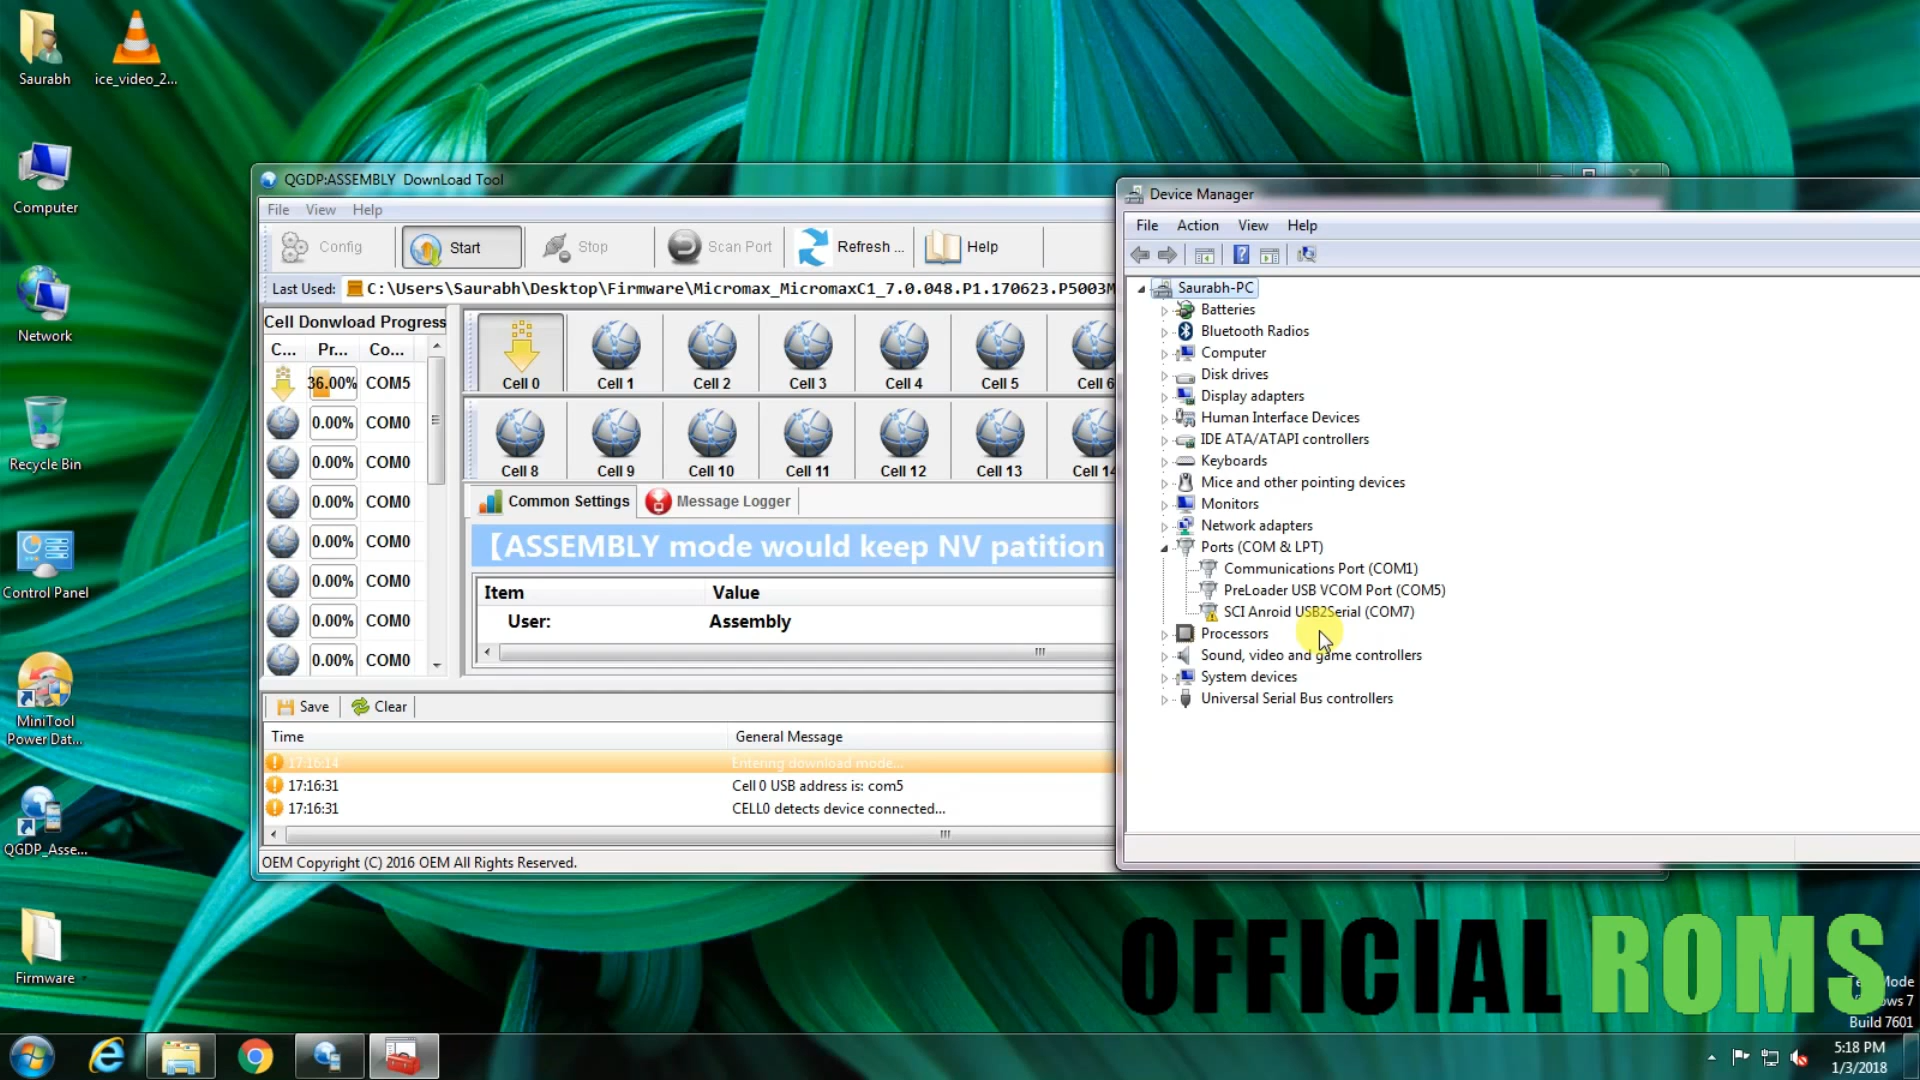 Saurabh
ice_video_2...
Computer
Network
Recycle Bin
Control Panel
MiniTool
Power Dat...
QGDP_Asse...
Firmware
QGDP:ASSEMBLY DownLoad Tool
File View Help
Config Start Stop Scan Port Refresh ... Help
Last Used: C:\Users\Saurabh\Desktop\Firmware\Micromax_MicromaxC1_7.0.048.P1.170623.P5003M
Cell Donwload Progress
C... Pr... Co...
36.00% COM5
0.00% COM0
0.00% COM0
0.00% COM0
0.00% COM0
0.00% COM0
0.00% COM0
0.00% COM0
Cell 0 Cell 1 Cell 2 Cell 3 Cell 4 Cell 5 Cell 6
Cell 8 Cell 9 Cell 10 Cell 11 Cell 12 Cell 13 Cell 14
Common Settings Message Logger
【ASSEMBLY mode would keep NV patition
Item Value
User: Assembly
Save Clear
Time General Message
17:16:14 Entering download mode...
17:16:31 Cell 0 USB address is: com5
17:16:31 CELL0 detects device connected...
OEM Copyright (C) 2016 OEM All Rights Reserved.
Device Manager
File Action View Help
Saurabh-PC
Batteries
Bluetooth Radios
Computer
Disk drives
Display adapters
Human Interface Devices
IDE ATA/ATAPI controllers
Keyboards
Mice and other pointing devices
Monitors
Network adapters
Ports (COM & LPT)
Communications Port (COM1)
PreLoader USB VCOM Port (COM5)
SCI Anroid USB2Serial (COM7)
Processors
Sound, video and game controllers
System devices
Universal Serial Bus controllers
OFFICIAL ROMS
Mode
7
Build 7601
5:18 PM
1/3/2018